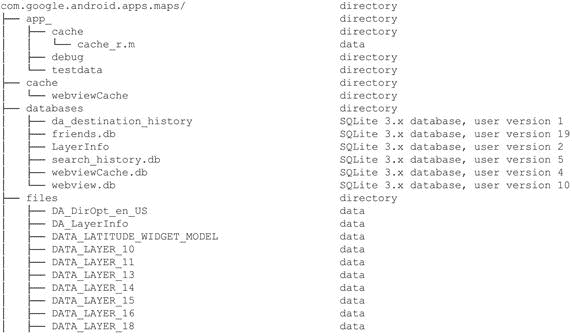 com.google.android.apps.maps/ directory
├── app_ directory
│   ├── cache directory
│   │   └── cache_r.m data
│   ├── debug directory
│   └── testdata directory
├── cache directory
│   └── webviewCache directory
├── databases directory
│   ├── da_destination_history SQLite 3.x database, user version 1
│   ├── friends.db SQLite 3.x database, user version 19
│   ├── LayerInfo SQLite 3.x database, user version 2
│   ├── search_history.db SQLite 3.x database, user version 5
│   ├── webviewCache.db SQLite 3.x database, user version 4
│   └── webview.db SQLite 3.x database, user version 10
├── files directory
│   ├── DA_DirOpt_en_US data
│   ├── DA_LayerInfo data
│   ├── DATA_LATITUDE_WIDGET_MODEL data
│   ├── DATA_LAYER_10 data
│   ├── DATA_LAYER_11 data
│   ├── DATA_LAYER_13 data
│   ├── DATA_LAYER_14 data
│   ├── DATA_LAYER_15 data
│   ├── DATA_LAYER_16 data
│   ├── DATA_LAYER_18 data